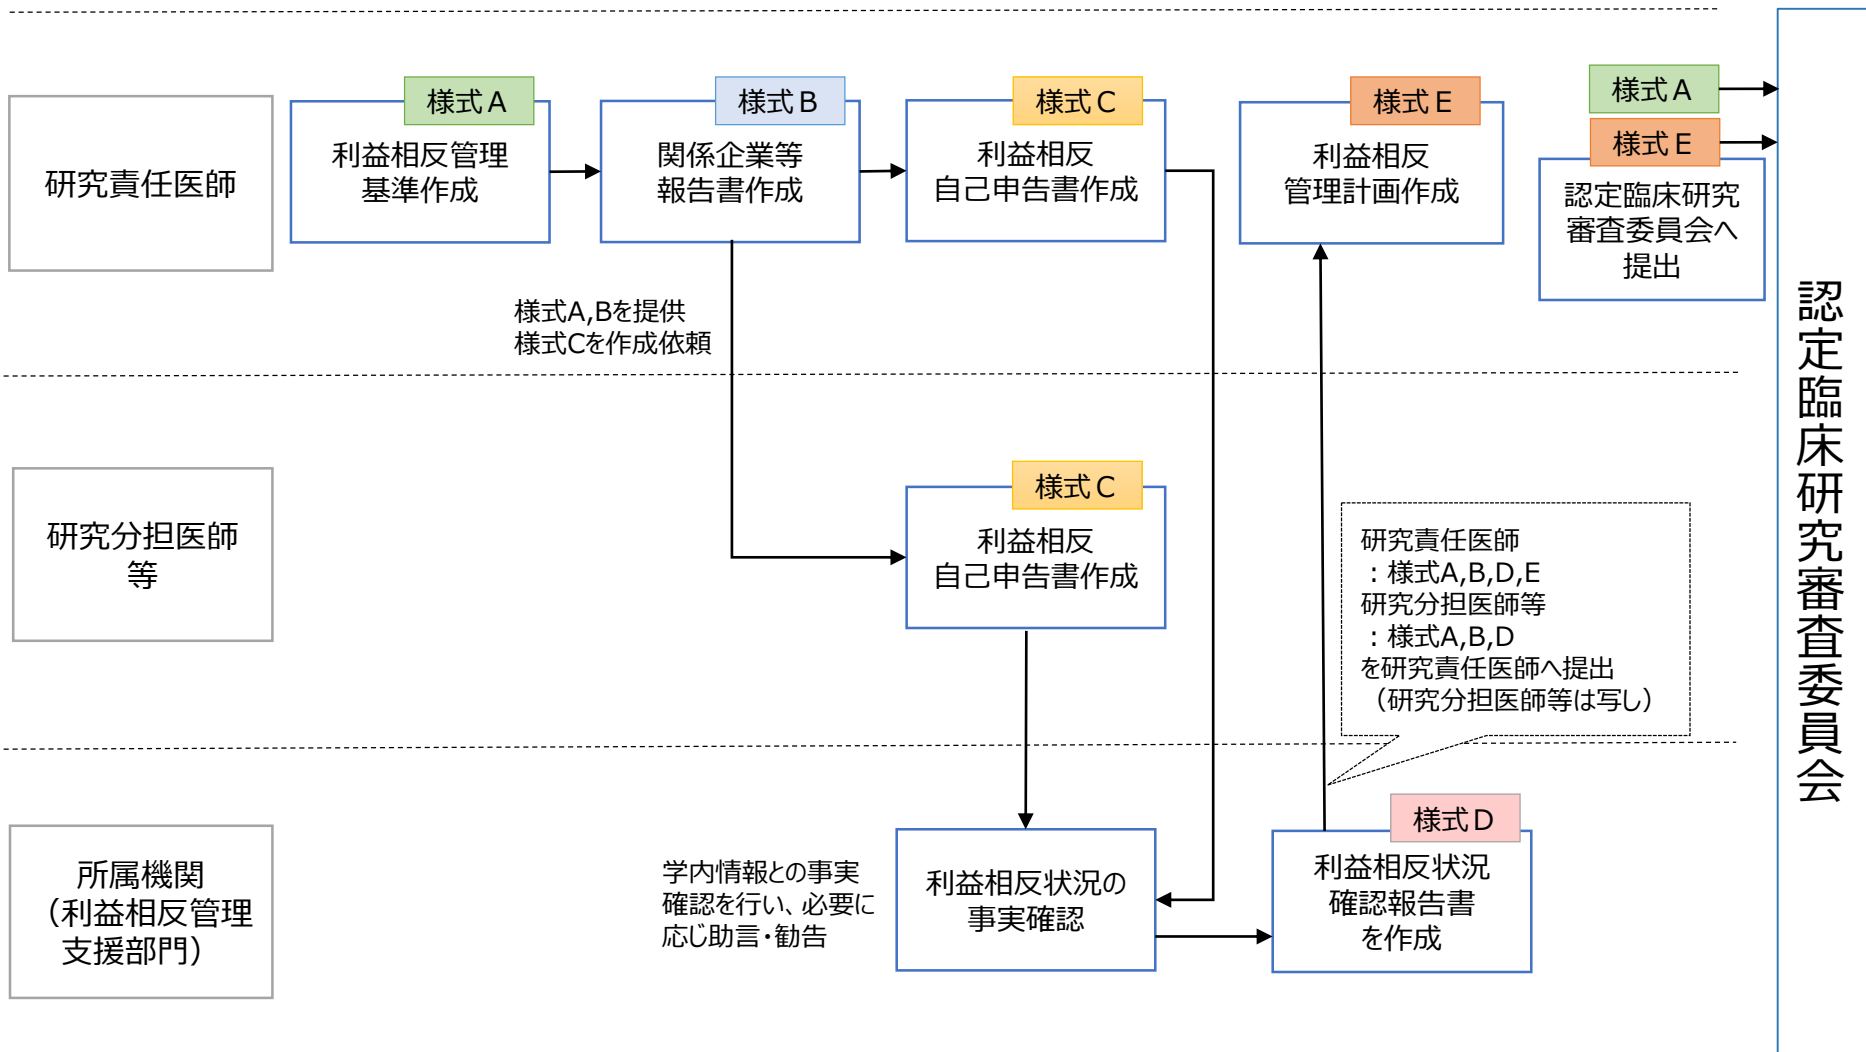 研究責任医師
様式A
利益相反管理
基準作成
様式B
関係企業等
報告書作成
様式C
利益相反
自己申告書作成
様式E
利益相反
管理計画作成
様式A
様式E
認定臨床研究
審査委員会へ
提出
様式A,Bを提供
様式Cを作成依頼
研究分担医師
等
様式C
利益相反
自己申告書作成
研究責任医師
：様式A,B,D,E
研究分担医師等
：様式A,B,D
を研究責任医師へ提出
（研究分担医師等は写し）
所属機関
（利益相反管理
支援部門）
学内情報との事実
確認を行い、必要に
応じ助言・勧告
利益相反状況の
事実確認
様式D
利益相反状況
確認報告書
を作成
認定臨床研究審査委員会